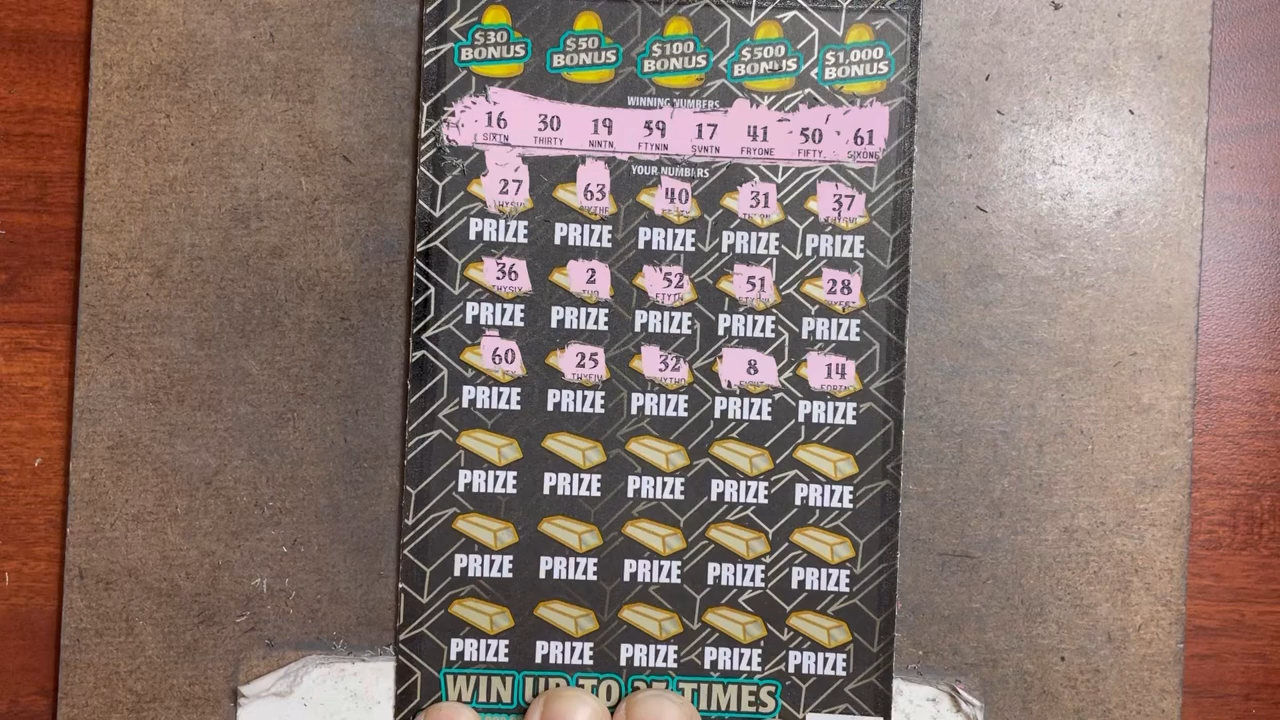 $30 BONUS $50 BONUS $100 BONUS $500 BONUS $1,000 BONUS
WINNING NUMBERS
16 30 19 59 17 41 50 61
SIXTN THIRTY NINTN FTYNIN SVNTN FRYONE FIFTY SIXONE
YOUR NUMBERS
27 63 40 31 37
PRIZE PRIZE PRIZE PRIZE PRIZE
36 2 52 51 28
PRIZE PRIZE PRIZE PRIZE PRIZE
60 25 32 8 14
PRIZE PRIZE PRIZE PRIZE PRIZE
PRIZE PRIZE PRIZE PRIZE PRIZE
PRIZE PRIZE PRIZE PRIZE PRIZE
PRIZE PRIZE PRIZE PRIZE PRIZE
WIN UP TO TIMES